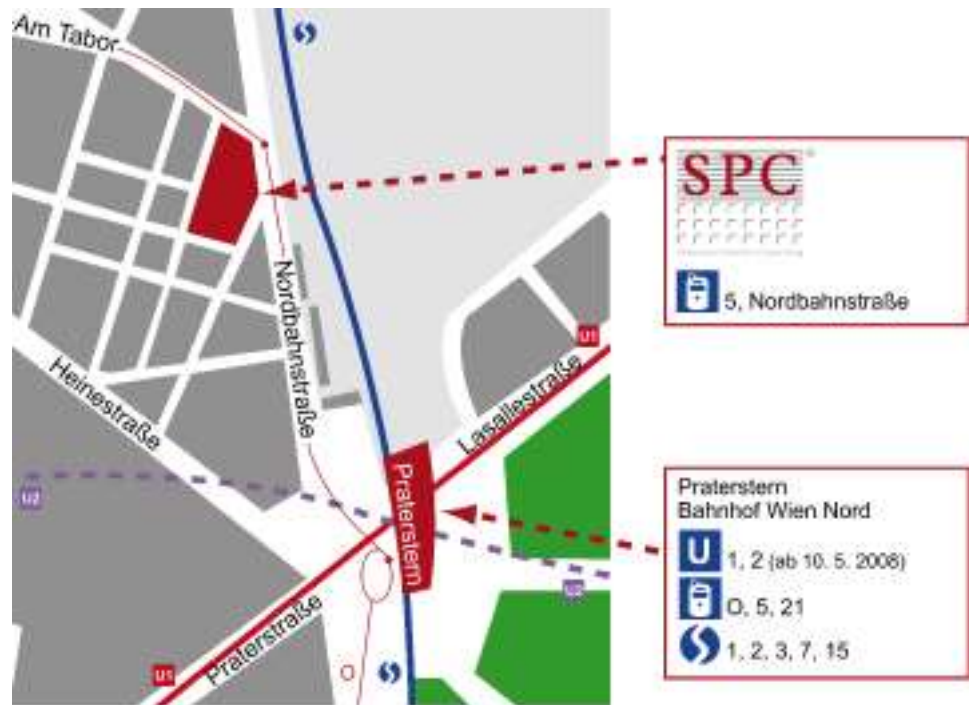 Am Tabor
SPC
5, Nordbahnstraße
Nordbahnstraße
U1
Heinestraße
Lasallestraße
U2
Praterstern
Praterstern
Bahnhof Wien Nord
U 1, 2 (ab 10. 5. 2008)
O, 5, 21
1, 2, 3, 7, 15
U2
Praterstraße
U1
O